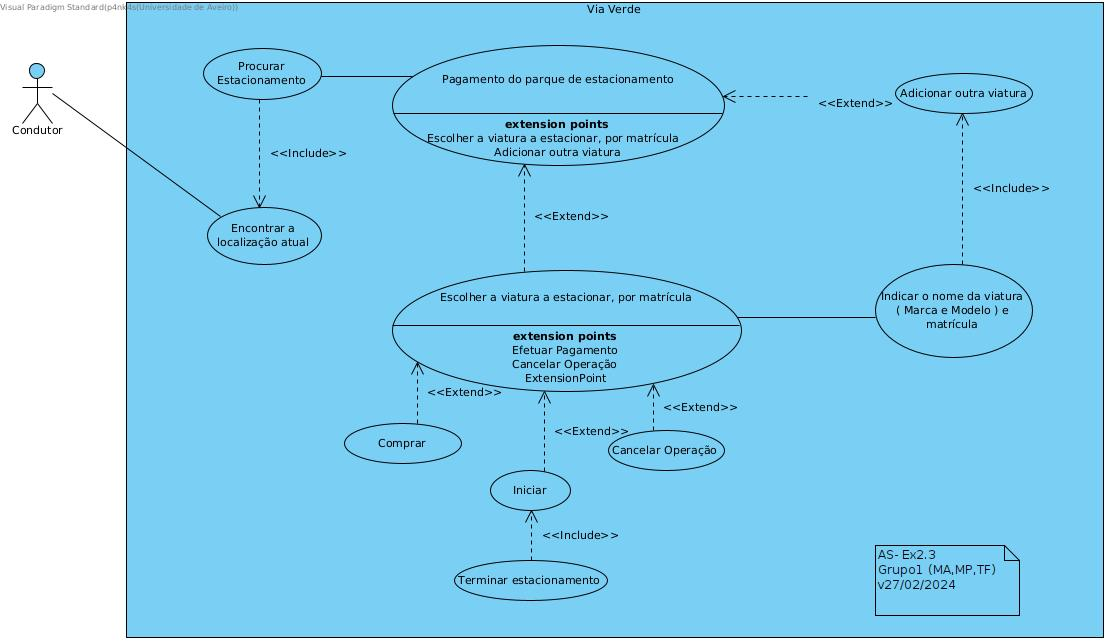 Visual Paradigm Standard(p4nk4s(Universidade de Aveiro))
Via Verde
Condutor
Procurar
Estacionamento
<<Include>>
Encontrar a
localização atual
Pagamento do parque de estacionamento
extension points
Escolher a viatura a estacionar, por matrícula
Adicionar outra viatura
<<Extend>>
Adicionar outra viatura
<<Include>>
<<Extend>>
Escolher a viatura a estacionar, por matrícula
extension points
Efetuar Pagamento
Cancelar Operação
ExtensionPoint
Indicar o nome da viatura
( Marca e Modelo ) e
matrícula
<<Extend>>
<<Extend>>
<<Extend>>
Comprar
Cancelar Operação
Iniciar
<<Include>>
Terminar estacionamento
AS- Ex2.3
Grupo1 (MA,MP,TF)
v27/02/2024